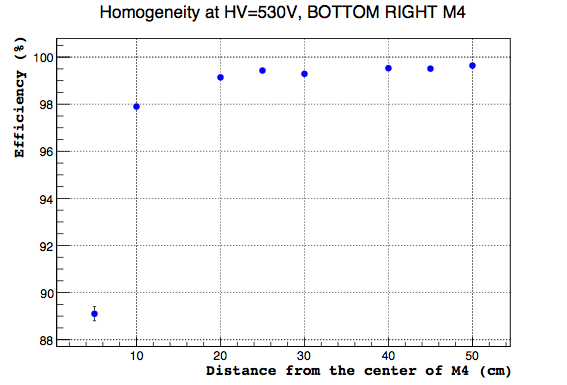 Homogeneity at HV=530V, BOTTOM RIGHT M4
Efficiency (%)
100
98
96
94
92
90
88
10 20 30 40 50
Distance from the center of M4 (cm)